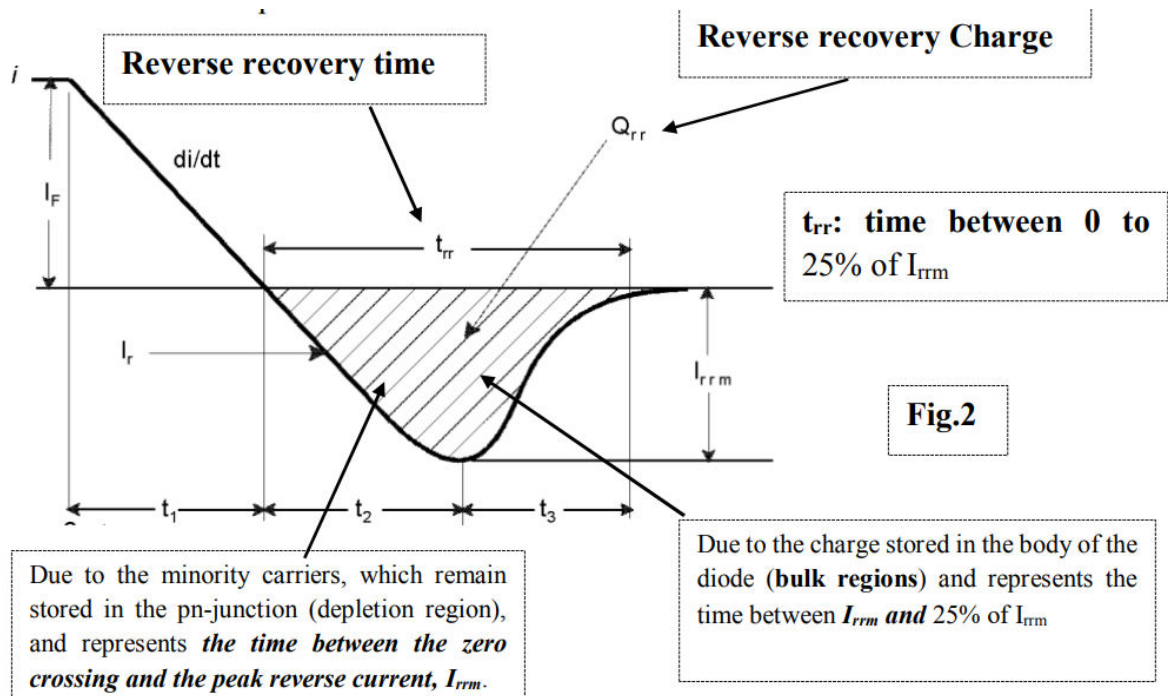 Reverse recovery Charge
Reverse recovery time
i
Q_rr
di/dt
I_F
t_rr: time between 0 to
25% of I_rrm
t_rr
I_r
I_rrm
Fig.2
t_1
t_2
t_3
Due to the minority carriers, which remain
stored in the pn-junction (depletion region),
and represents the time between the zero
crossing and the peak reverse current, I_rrm.
Due to the charge stored in the body of the
diode (bulk regions) and represents the
time between I_rrm and 25% of I_rrm